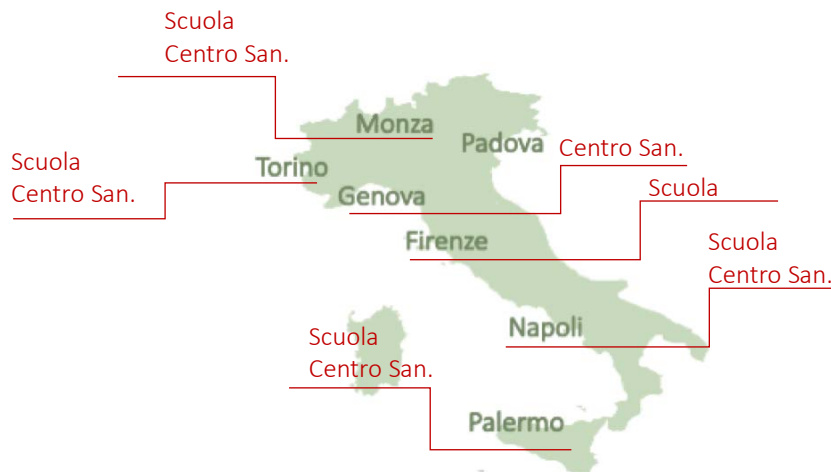 Scuola
Centro San.
Monza
Padova
Centro San.
Scuola
Centro San.
Torino
Genova
Scuola
Firenze
Scuola
Centro San.
Napoli
Scuola
Centro San.
Palermo